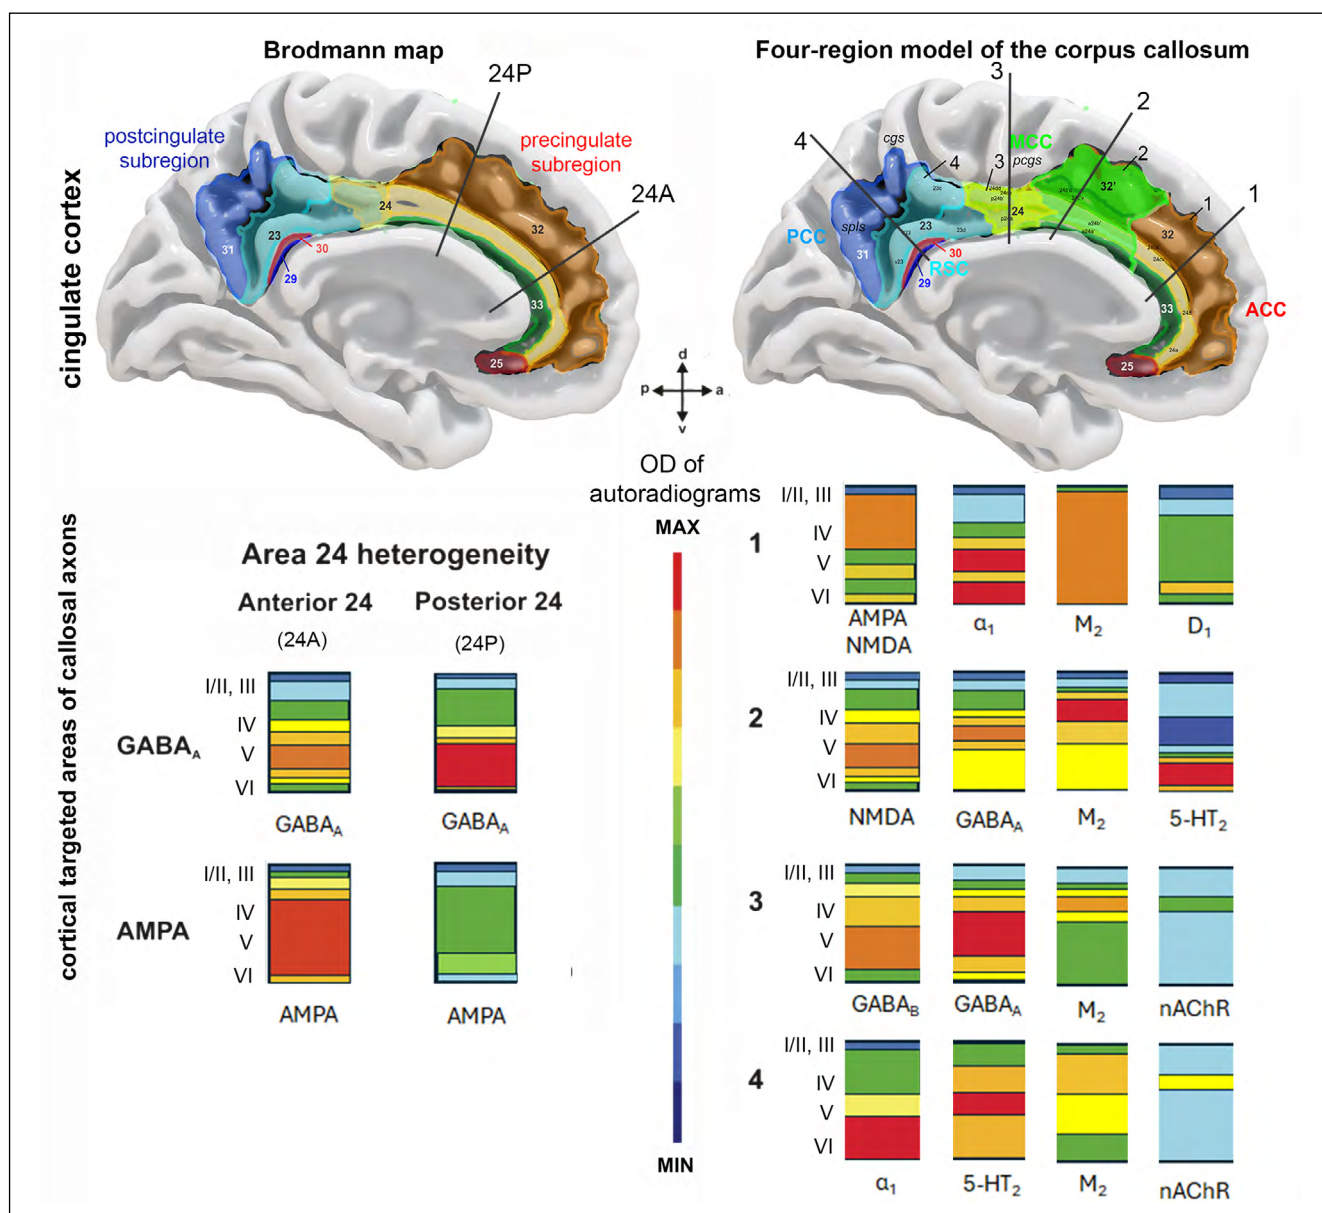 Brodmann map
Four-region model of the corpus callosum
24P
postcingulate
subregion
precingulate
subregion
24A
24
23
30
29
31
32
33
25
3
2
4
1
cgs
4
3
MCC
pcgs
2
1
32'
24
23
23c
23d
spls
31
PCC
30
RSC
29
32
33
ACC
25
cingulate cortex
d
p
a
v
OD of
autoradiograms
MAX
MIN
cortical targeted areas of callosal axons
Area 24 heterogeneity
Anterior 24
Posterior 24
(24A)
(24P)
GABAA
I/II, III
IV
V
VI
GABAA
GABAA
AMPA
I/II, III
IV
V
VI
AMPA
AMPA
1
I/II, III
IV
V
VI
AMPA
NMDA
α1
M2
D1
2
I/II, III
IV
V
VI
NMDA
GABAA
M2
5-HT2
3
I/II, III
IV
V
VI
GABAB
GABAA
M2
nAChR
4
I/II, III
IV
V
VI
α1
5-HT2
M2
nAChR